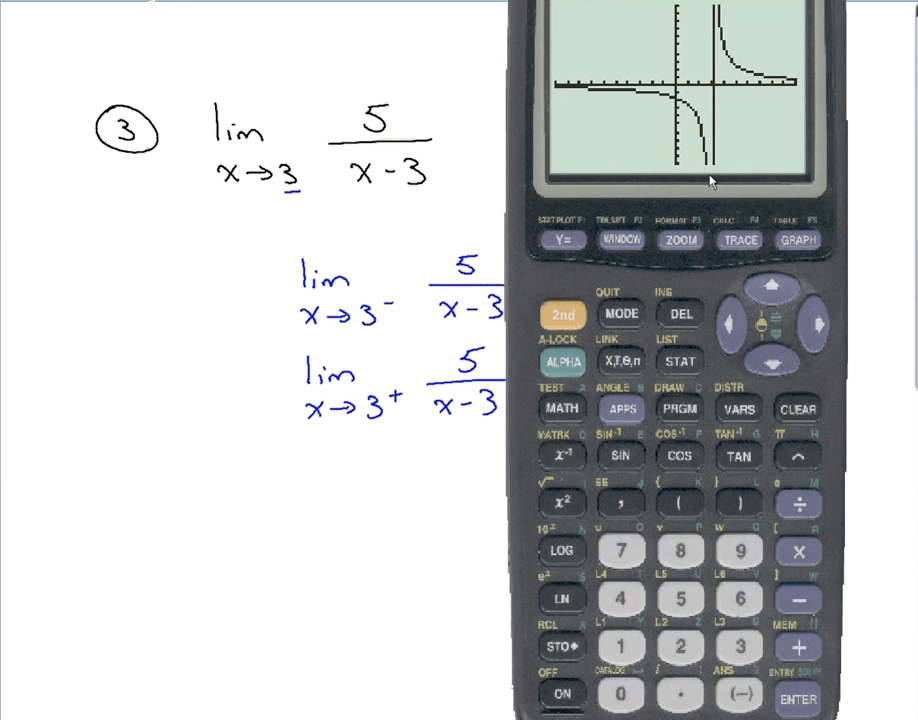 ③ lim x→3 5/(x-3)
lim x→3⁻ 5/(x-3)
lim x→3⁺ 5/(x-3)
STAT PLOT F1 TBLSET F2 FORMAT F3 CALC F4 TABLE F5
Y= WINDOW ZOOM TRACE GRAPH
QUIT INS
2nd MODE DEL
A-LOCK LINK LIST
ALPHA X,T,θ,n STAT
TEST A ANGLE B DRAW C DISTR
MATH APPS PRGM VARS CLEAR
MATRX D SIN⁻¹ E COS⁻¹ F TAN⁻¹ G π H
x⁻¹ SIN COS TAN ^
√ I EE J { K } L e M
x² , ( ) ÷
10ˣ N u O v P w Q [ R
LOG 7 8 9 ×
eˣ S L4 T L5 U L6 V ] W
LN 4 5 6 −
RCL X L1 Y L2 Z L3 θ MEM "
STO▸ 1 2 3 +
OFF CATALOG i : ANS ? ENTRY SOLVE
ON 0 . (−) ENTER